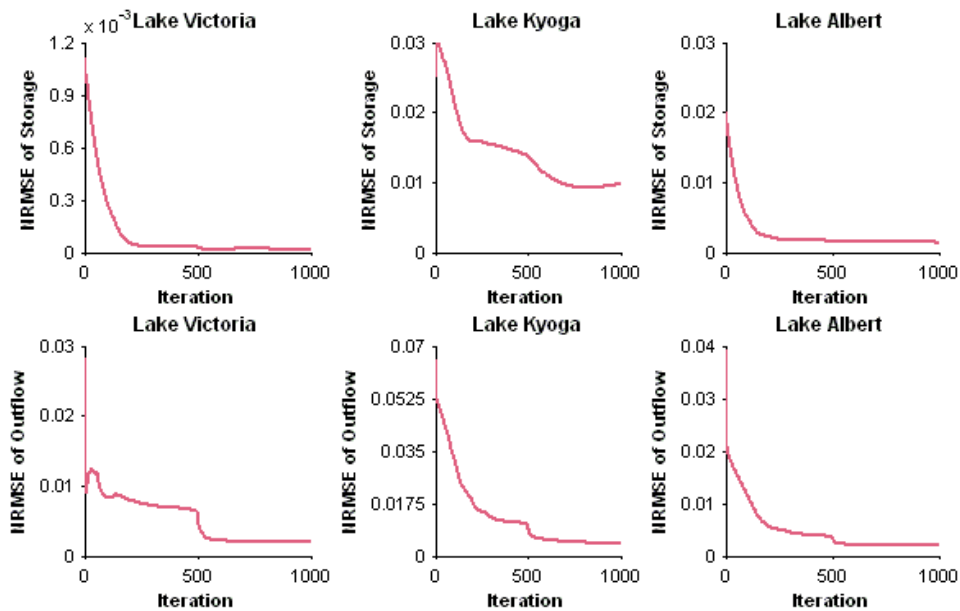 × 10⁻³ Lake Victoria
NRMSE of Storage
1.2
0.9
0.6
0.3
0
0 500 1000
Iteration
Lake Kyoga
NRMSE of Storage
0.03
0.02
0.01
0
0 500 1000
Iteration
Lake Albert
NRMSE of Storage
0.03
0.02
0.01
0
0 500 1000
Iteration
Lake Victoria
NRMSE of Outflow
0.03
0.02
0.01
0
0 500 1000
Iteration
Lake Kyoga
NRMSE of Outflow
0.07
0.0525
0.035
0.0175
0
0 500 1000
Iteration
Lake Albert
NRMSE of Outflow
0.04
0.03
0.02
0.01
0
0 500 1000
Iteration